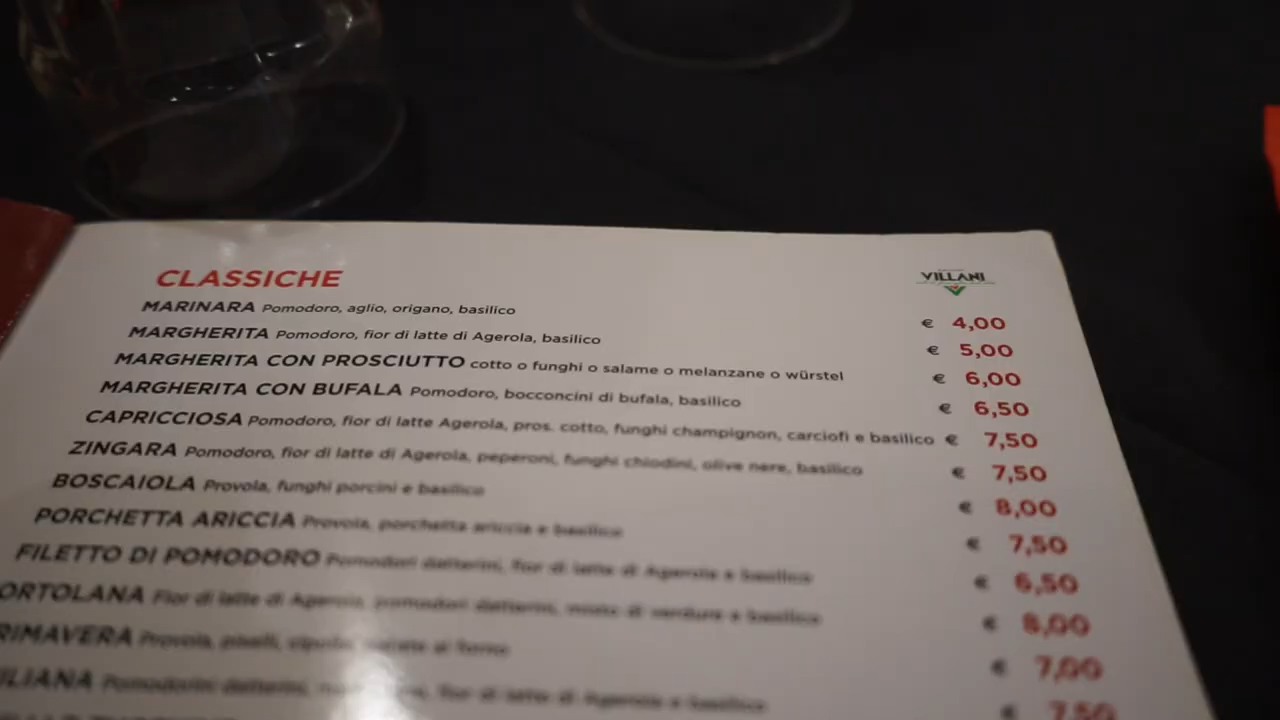 CLASSICHE
VILLANI
MARINARA Pomodoro, aglio, origano, basilico € 4,00
MARGHERITA Pomodoro, fior di latte di Agerola, basilico € 5,00
MARGHERITA CON PROSCIUTTO cotto o funghi o salame o melanzane o würstel € 6,00
MARGHERITA CON BUFALA Pomodoro, bocconcini di bufala, basilico € 6,50
CAPRICCIOSA Pomodoro, fior di latte Agerola, pros. cotto, funghi champignon, carciofi e basilico € 7,50
ZINGARA Pomodoro, fior di latte di Agerola, peperoni, funghi chiodini, olive nere, basilico € 7,50
BOSCAIOLA Provola, funghi porcini e basilico € 8,00
PORCHETTA ARICCIA Provola, porchetta ariccia e basilico € 7,50
FILETTO DI POMODORO Pomodori datterini, fior di latte di Agerola e basilico € 6,50
ORTOLANA Fior di latte di Agerola, pomodori datterini, misto di verdure e basilico € 8,00
RIMAVERA Provola, piselli, al forno € 7,00
ILIANA Pomodorini datterini, fior di latte di Agerola e basilico € 7,50